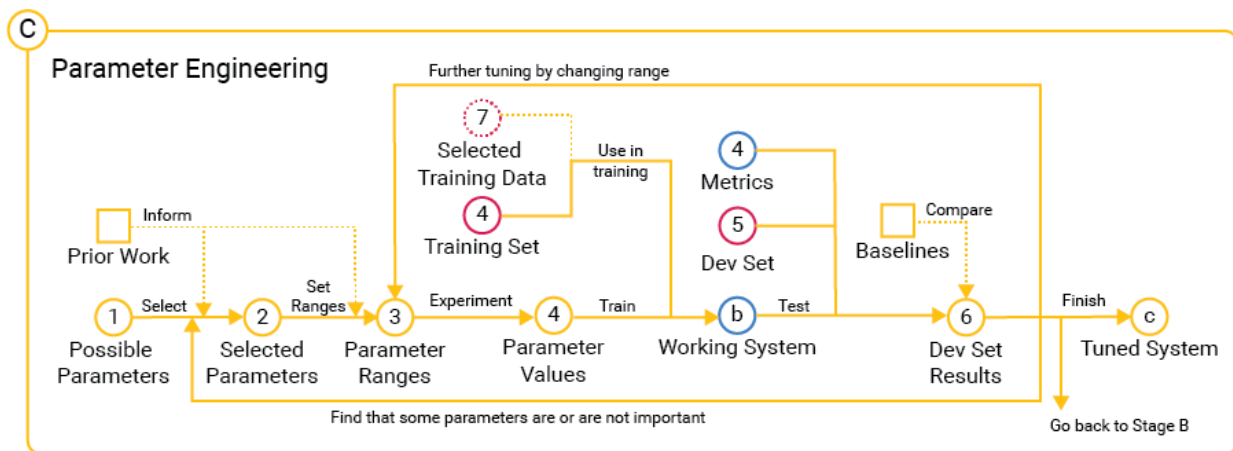 C
Parameter Engineering
Further tuning by changing range
7
Selected
Training Data
Use in
training
4
Training Set
4
Metrics
5
Dev Set
Inform
Prior Work
Compare
Baselines
1
Select
Possible
Parameters
2
Set
Ranges
Selected
Parameters
3
Experiment
Parameter
Ranges
4
Train
Parameter
Values
b
Test
Working System
6
Dev Set
Results
Finish
c
Tuned System
Find that some parameters are or are not important
Go back to Stage B